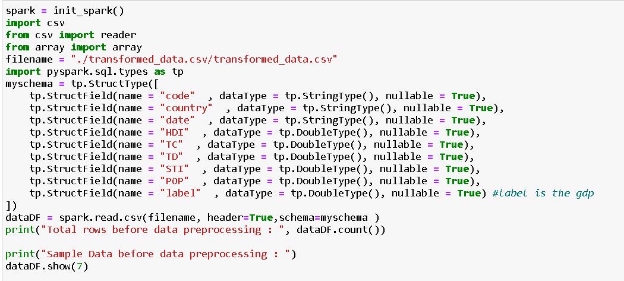 spark = init_spark()
import csv
from csv import reader
from array import array
filename = "./transformed_data.csv/transformed_data.csv"
import pyspark.sql.types as tp
myschema = tp.StructType([
    tp.StructField(name = "code"  , dataType = tp.StringType(), nullable = True),
    tp.StructField(name = "country"  , dataType = tp.StringType(), nullable = True),
    tp.StructField(name = "date"  , dataType = tp.StringType(), nullable = True),
    tp.StructField(name = "HDI"  , dataType = tp.DoubleType(), nullable = True),
    tp.StructField(name = "TC"  , dataType = tp.DoubleType(), nullable = True),
    tp.StructField(name = "TD"  , dataType = tp.DoubleType(), nullable = True),
    tp.StructField(name = "STI"  , dataType = tp.DoubleType(), nullable = True),
    tp.StructField(name = "POP"  , dataType = tp.DoubleType(), nullable = True),
    tp.StructField(name = "label"  , dataType = tp.DoubleType(), nullable = True) #label is the gdp
])
dataDF = spark.read.csv(filename, header=True,schema=myschema )
print("Total rows before data preprocessing : ", dataDF.count())
print("Sample Data before data preprocessing : ")
dataDF.show(7)